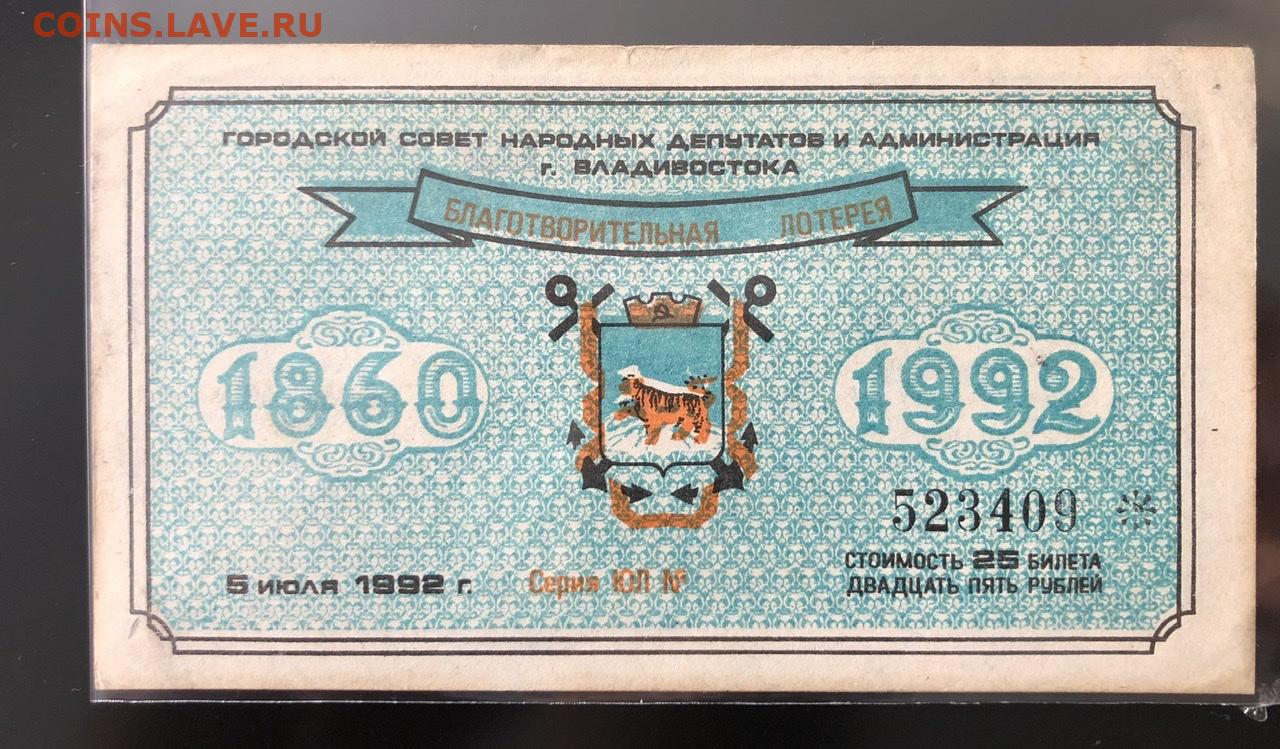 COINS.LAVE.RU
ГОРОДСКОЙ СОВЕТ НАРОДНЫХ ДЕПУТАТОВ И АДМИНИСТРАЦИЯ
г. ВЛАДИВОСТОКА
БЛАГОТВОРИТЕЛЬНАЯ ЛОТЕРЕЯ
1860
1992
523409
СТОИМОСТЬ 25 БИЛЕТА
ДВАДЦАТЬ ПЯТЬ РУБЛЕЙ
5 ИЮЛЯ 1992 г.
Серия ЮЛ №